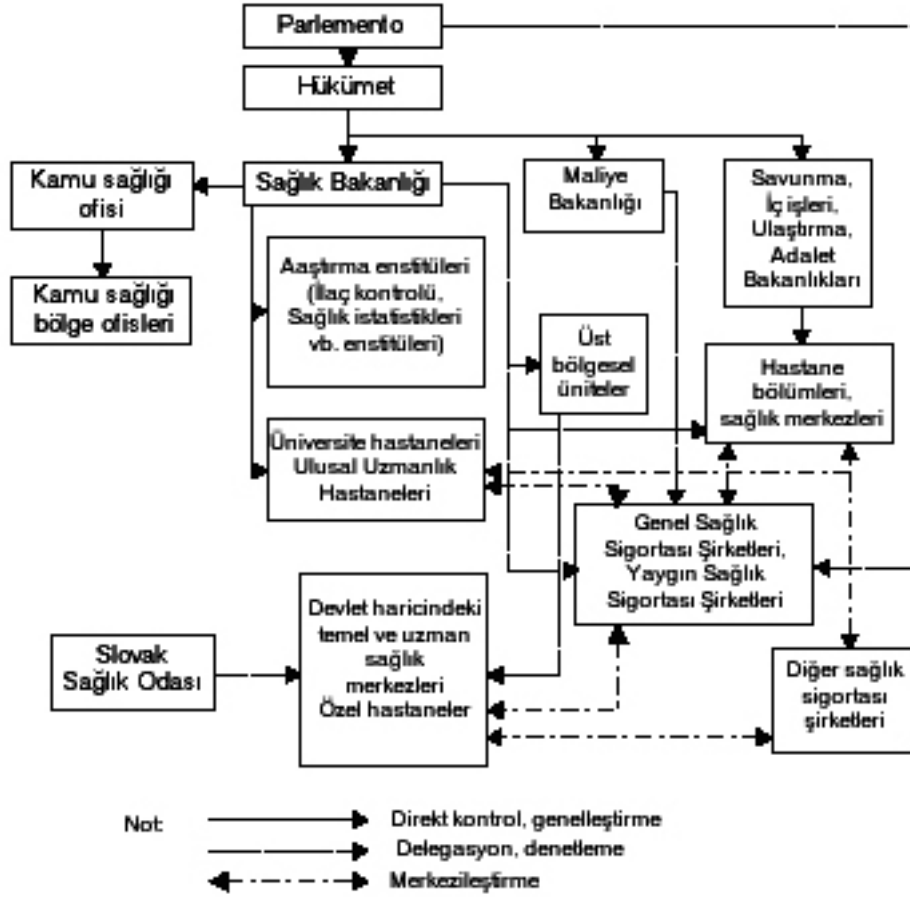 Parlemento
Hükümet
Kamu sağlığı
ofisi
Sağlık Bakanlığı
Maliye
Bakanlığı
Savunma,
İç işleri,
Ulaştırma,
Adalet
Bakanlıkları
Kamu sağlığı
bölge ofisleri
Aaştırma enstitüleri
(İlaç kontrolü,
Sağlık istatistikleri
vb. enstitüleri)
Üst
bölgesel
üniteler
Hastane
bölümleri,
sağlık merkezleri
Üniversite hastaneleri
Ulusal Uzmanlık
Hastaneleri
Genel Sağlık
Sigortası Şirketleri,
Yaygın Sağlık
Sigortası Şirketleri
Slovak
Sağlık Odası
Devlet haricindeki
temel ve uzman
sağlık
merkezleri
Özel hastaneler
Diğer sağlık
sigortası
şirketleri
Not:
Direkt kontrol, genelleştirme
Delegasyon, denetleme
Merkezileştirme